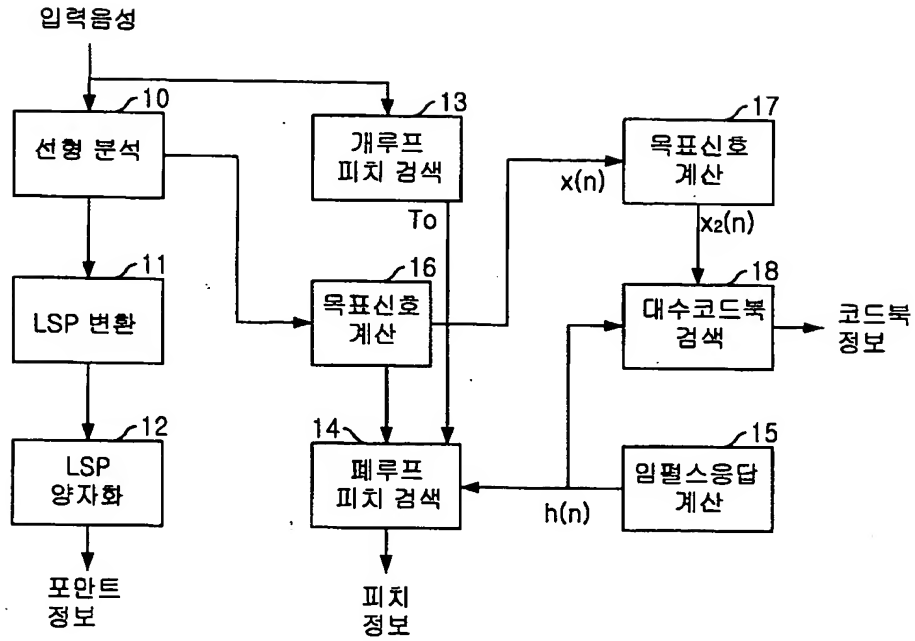 입력음성
10
선형 분석
13
개루프
피치 검색
17
목표신호
계산
x(n)
To
x₂(n)
11
LSP 변환
16
목표신호
계산
18
대수코드북
검색
코드북
정보
12
LSP
양자화
14
폐루프
피치 검색
h(n)
15
임펄스응답
계산
포만트
정보
피치
정보